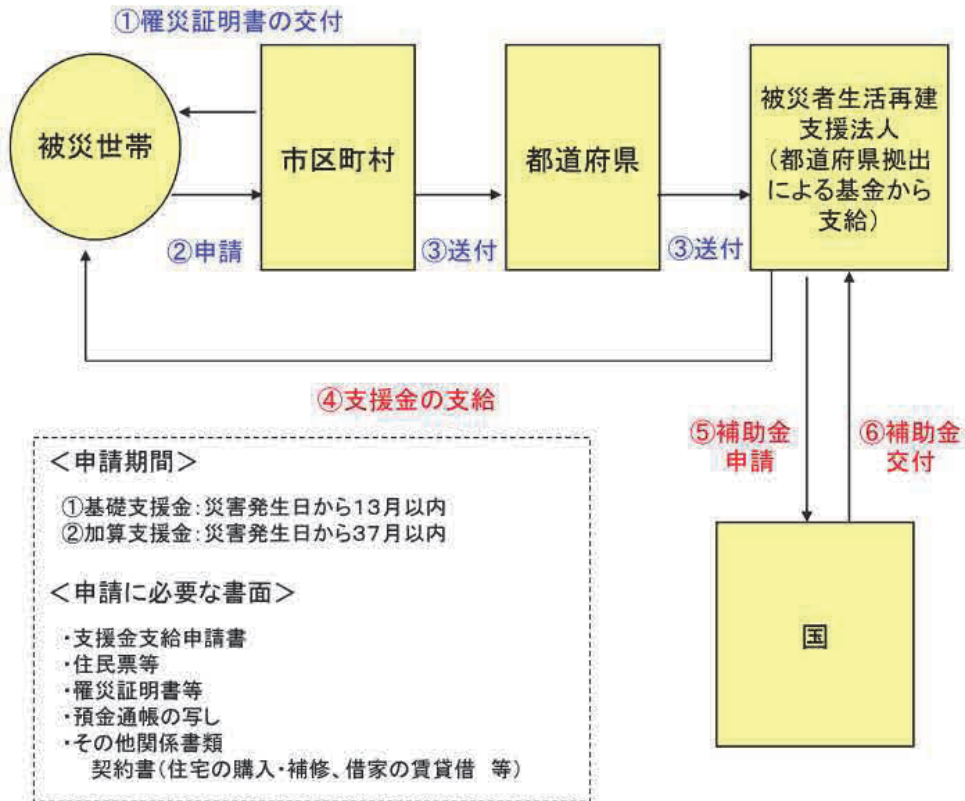 ①罹災証明書の交付
被災世帯
市区町村
都道府県
被災者生活再建
支援法人
（都道府県拠出
による基金から
支給）
②申請
③送付
③送付
④支援金の支給
⑤補助金
申請
⑥補助金
交付
国
＜申請期間＞
①基礎支援金：災害発生日から13月以内
②加算支援金：災害発生日から37月以内
＜申請に必要な書面＞
・支援金支給申請書
・住民票等
・罹災証明書等
・預金通帳の写し
・その他関係書類
契約書（住宅の購入・補修、借家の賃貸借　等）